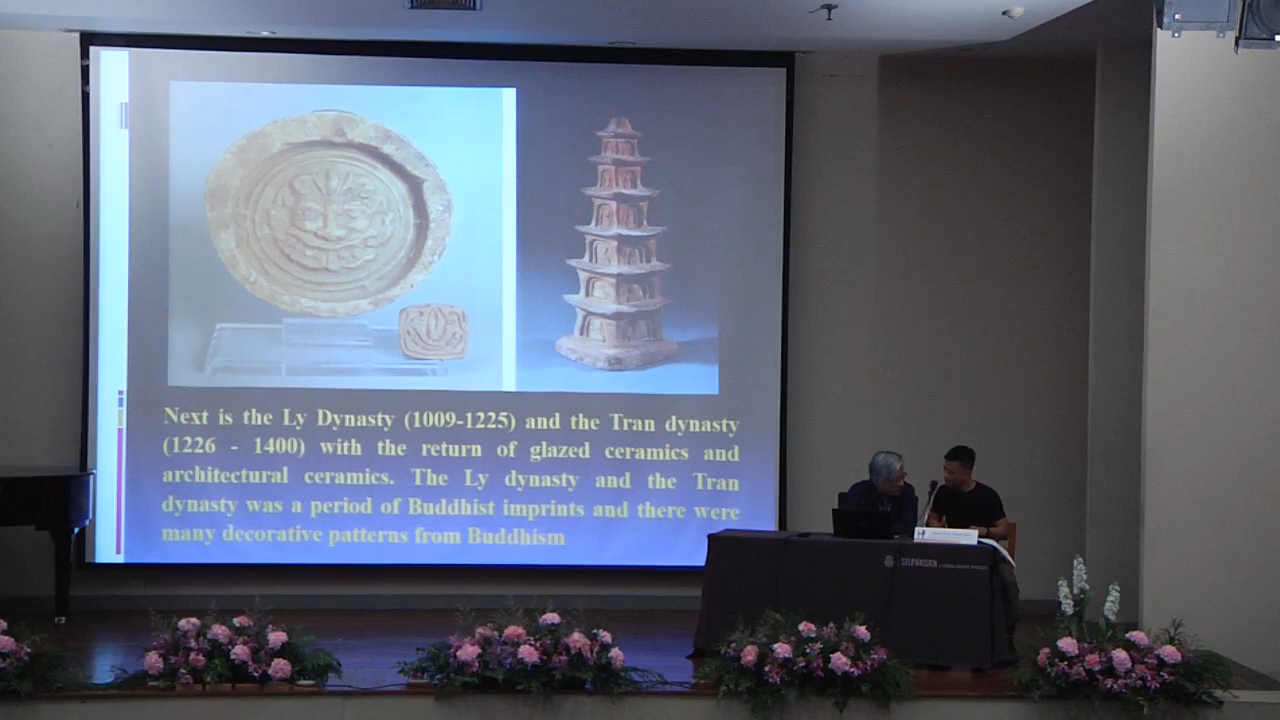 Next is the Ly Dynasty (1009-1225) and the Tran dynasty
(1226 - 1400) with the return of glazed ceramics and
architectural ceramics. The Ly dynasty and the Tran
dynasty was a period of Buddhist imprints and there were
many decorative patterns from Buddhism
SILPAKORN